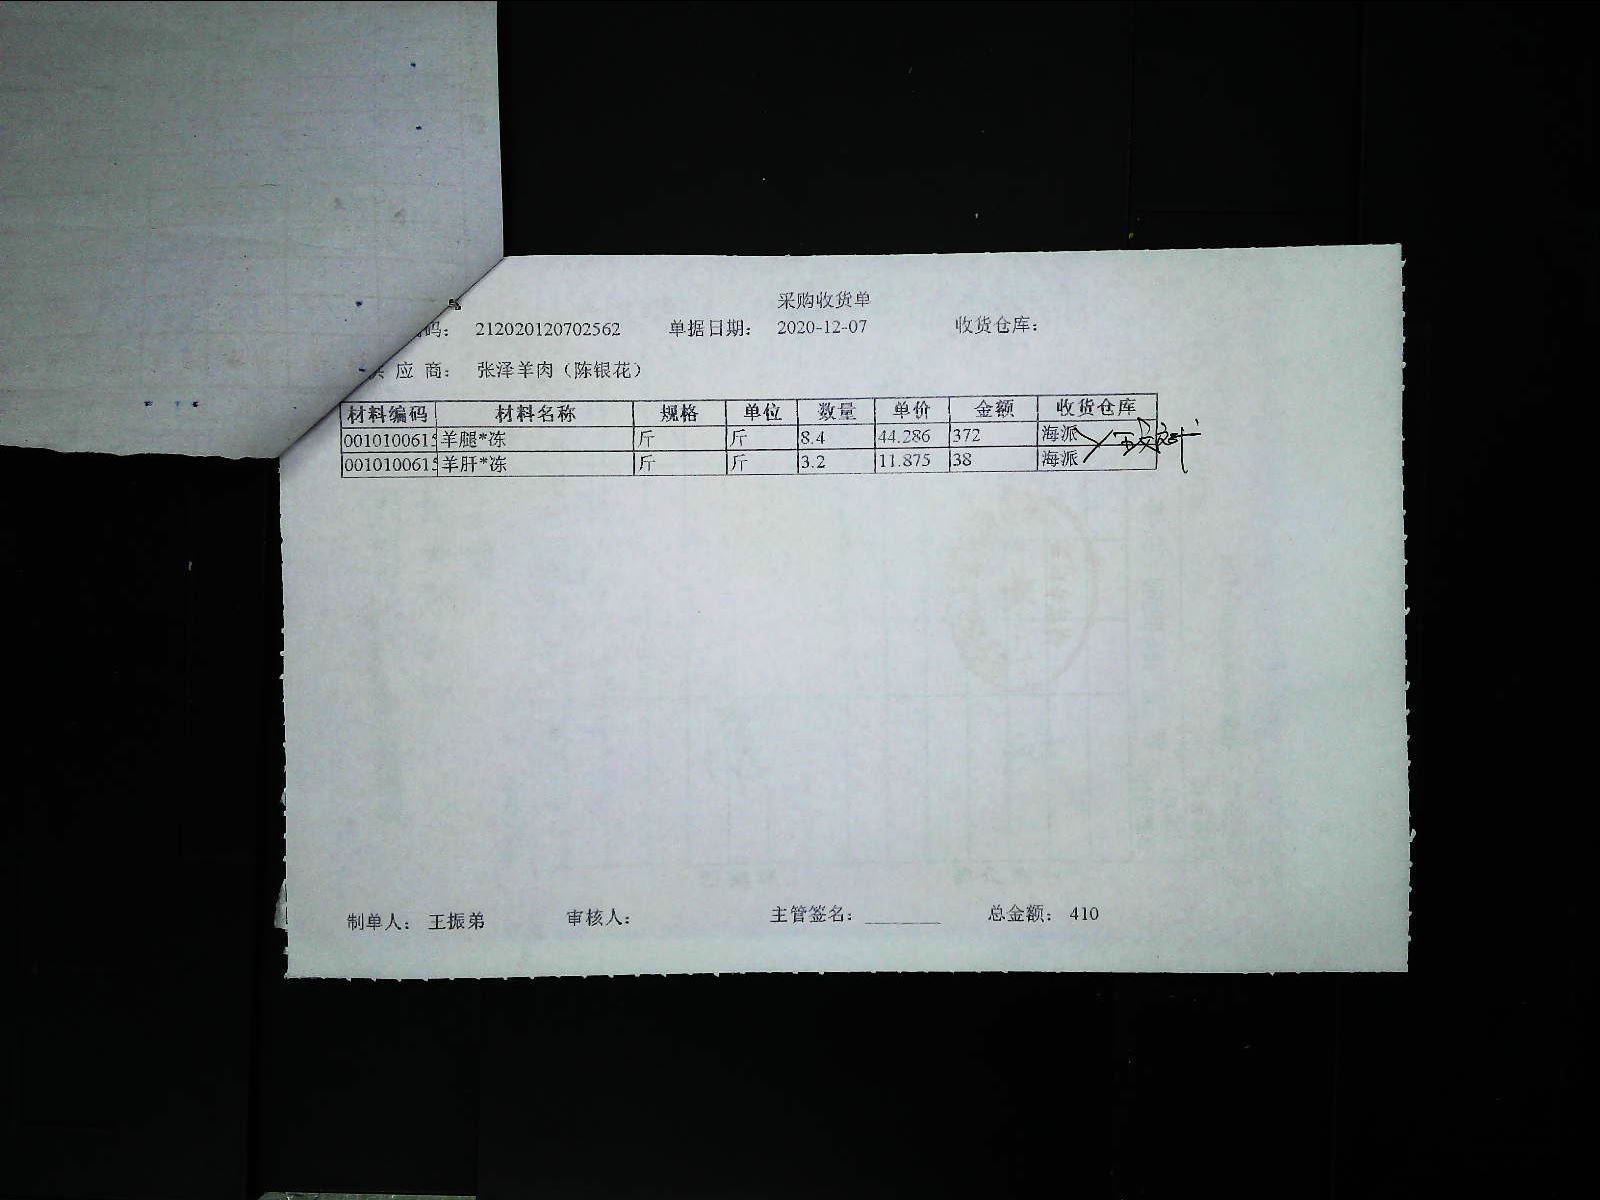 采购收货单
码： 212020120702562 单据日期： 2020-12-07 收货仓库：
供 应 商： 张泽羊肉（陈银花）
材料编码 材料名称 规格 单位 数量 单价 金额 收货仓库
0010100615 羊腿*冻 斤 斤 8.4 44.286 372 海派
0010100615 羊肝*冻 斤 斤 3.2 11.875 38 海派
制单人： 王振弟 审核人： 主管签名： ________ 总金额： 410